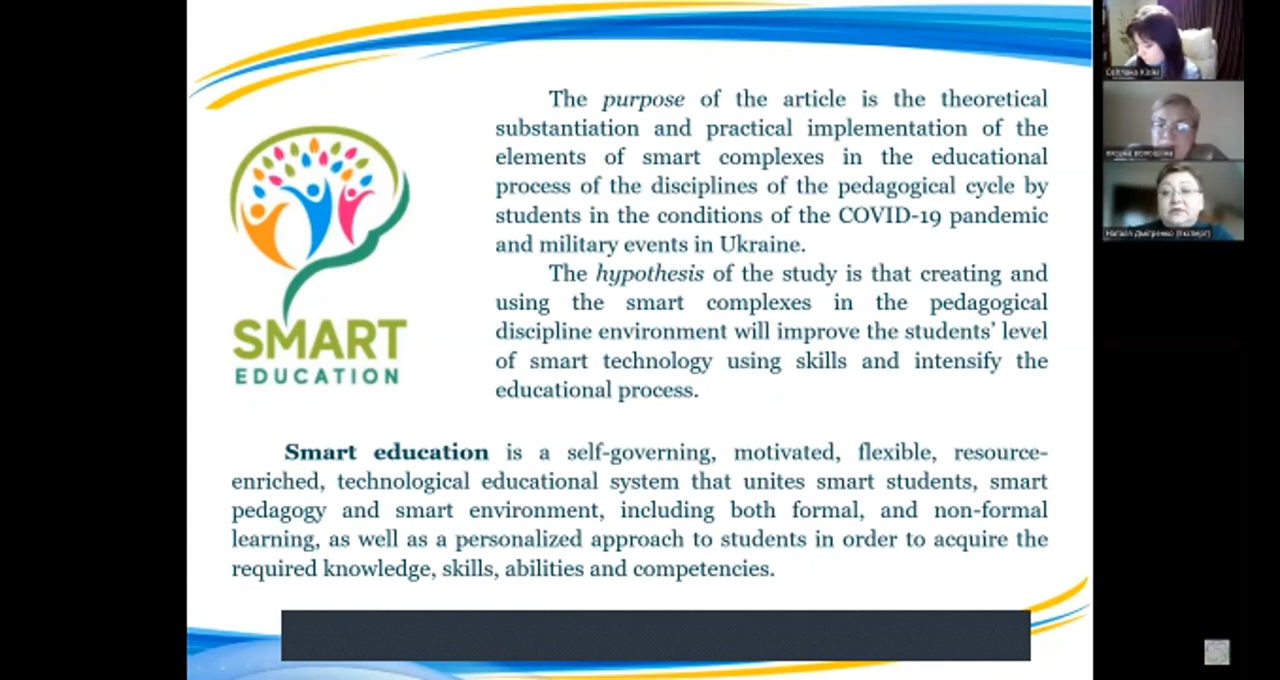 The purpose of the article is the theoretical
substantiation and practical implementation of the
elements of smart complexes in the educational
process of the disciplines of the pedagogical cycle by
students in the conditions of the COVID-19 pandemic
and military events in Ukraine.
The hypothesis of the study is that creating and
using the smart complexes in the pedagogical
discipline environment will improve the students' level
of smart technology using skills and intensify the
educational process.
SMART
EDUCATION
Smart education is a self-governing, motivated, flexible, resource-
enriched, technological educational system that unites smart students, smart
pedagogy and smart environment, including both formal, and non-formal
learning, as well as a personalized approach to students in order to acquire the
required knowledge, skills, abilities and competencies.